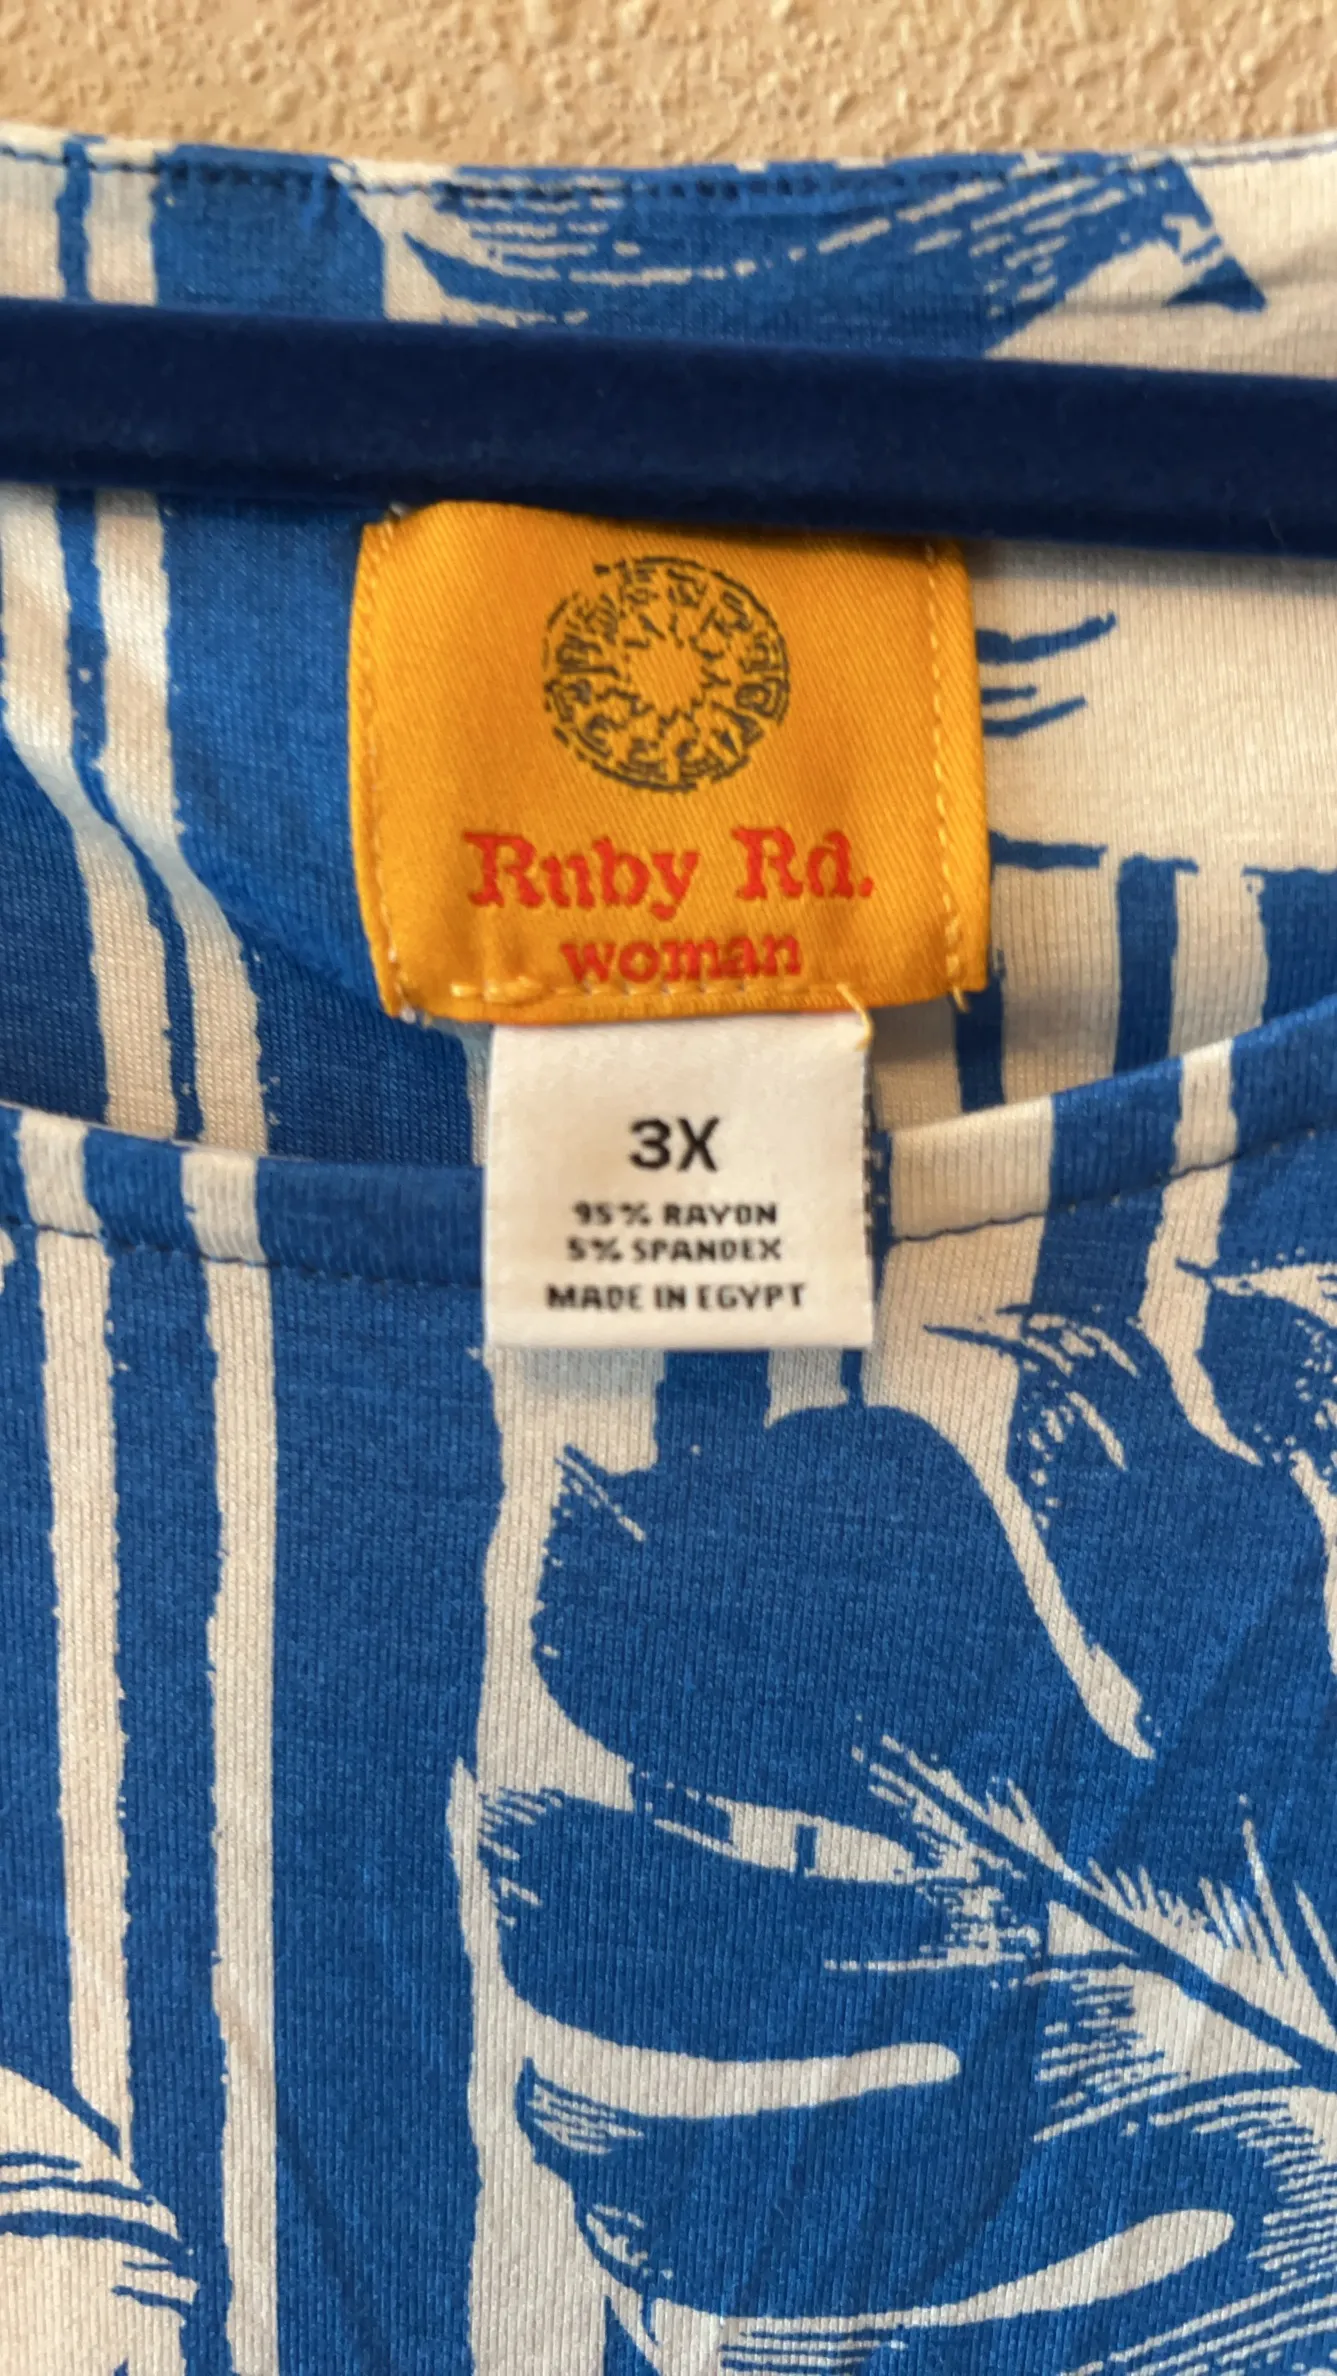 Ruby Rd.
woman
3X
95% RAYON
5% SPANDEX
MADE IN EGYPT